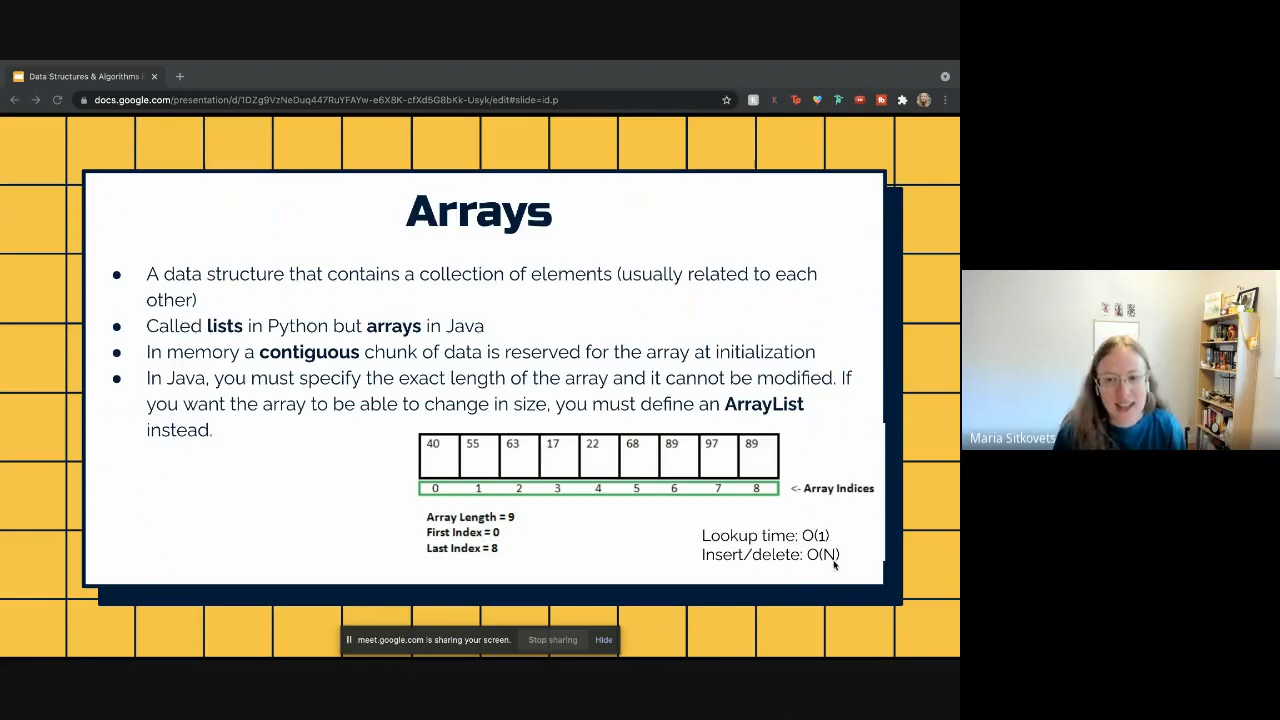 Data Structures & Algorithms i
docs.google.com/presentation/d/1DZg9VzNeDuq447RuYFAYw-e6X8K-cfXd5G8bKk-Usyk/edit#slide=id.p
Arrays
● A data structure that contains a collection of elements (usually related to each
other)
● Called lists in Python but arrays in Java
● In memory a contiguous chunk of data is reserved for the array at initialization
● In Java, you must specify the exact length of the array and it cannot be modified. If
you want the array to be able to change in size, you must define an ArrayList
instead.
40 55 63 17 22 68 89 97 89
0 1 2 3 4 5 6 7 8 <- Array Indices
Array Length = 9
First Index = 0
Last Index = 8
Lookup time: O(1)
Insert/delete: O(N)
meet.google.com is sharing your screen. Stop sharing Hide
Maria Sitkovets